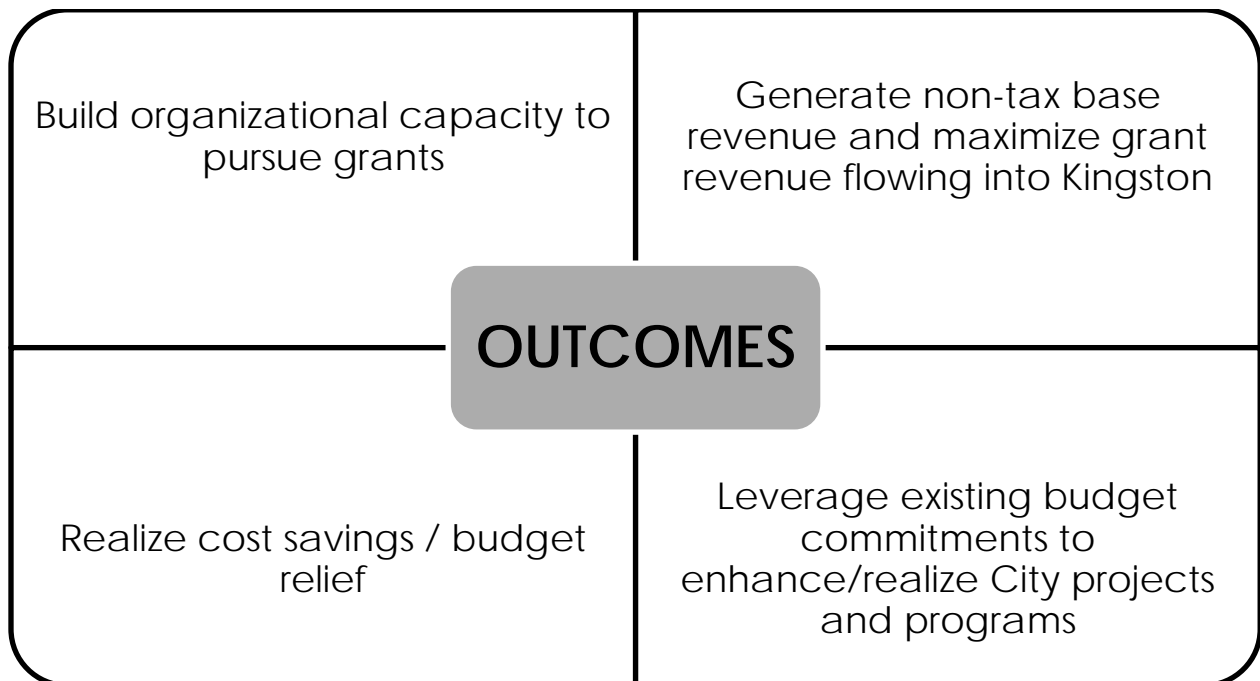 Build organizational capacity to
pursue grants
Generate non-tax base
revenue and maximize grant
revenue flowing into Kingston
OUTCOMES
Realize cost savings / budget
relief
Leverage existing budget
commitments to
enhance/realize City projects
and programs